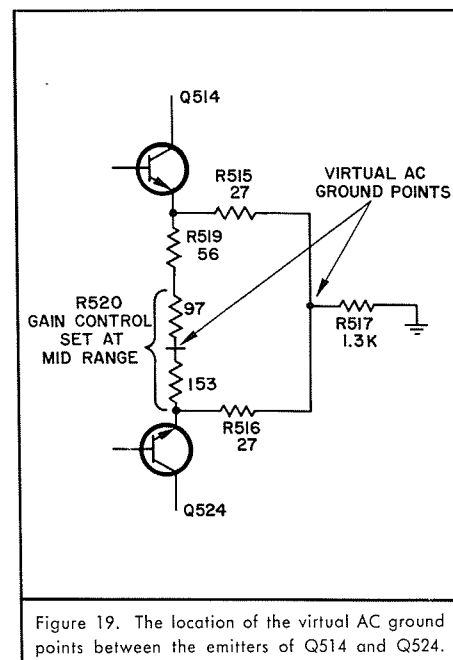 Q514
R515
27
VIRTUAL AC
GROUND POINTS
R519
56
R520
GAIN CONTROL
SET AT
MID RANGE
97
153
R517
1.3K
R516
27
Q524
Figure 19. The location of the virtual AC ground
points between the emitters of Q514 and Q524.